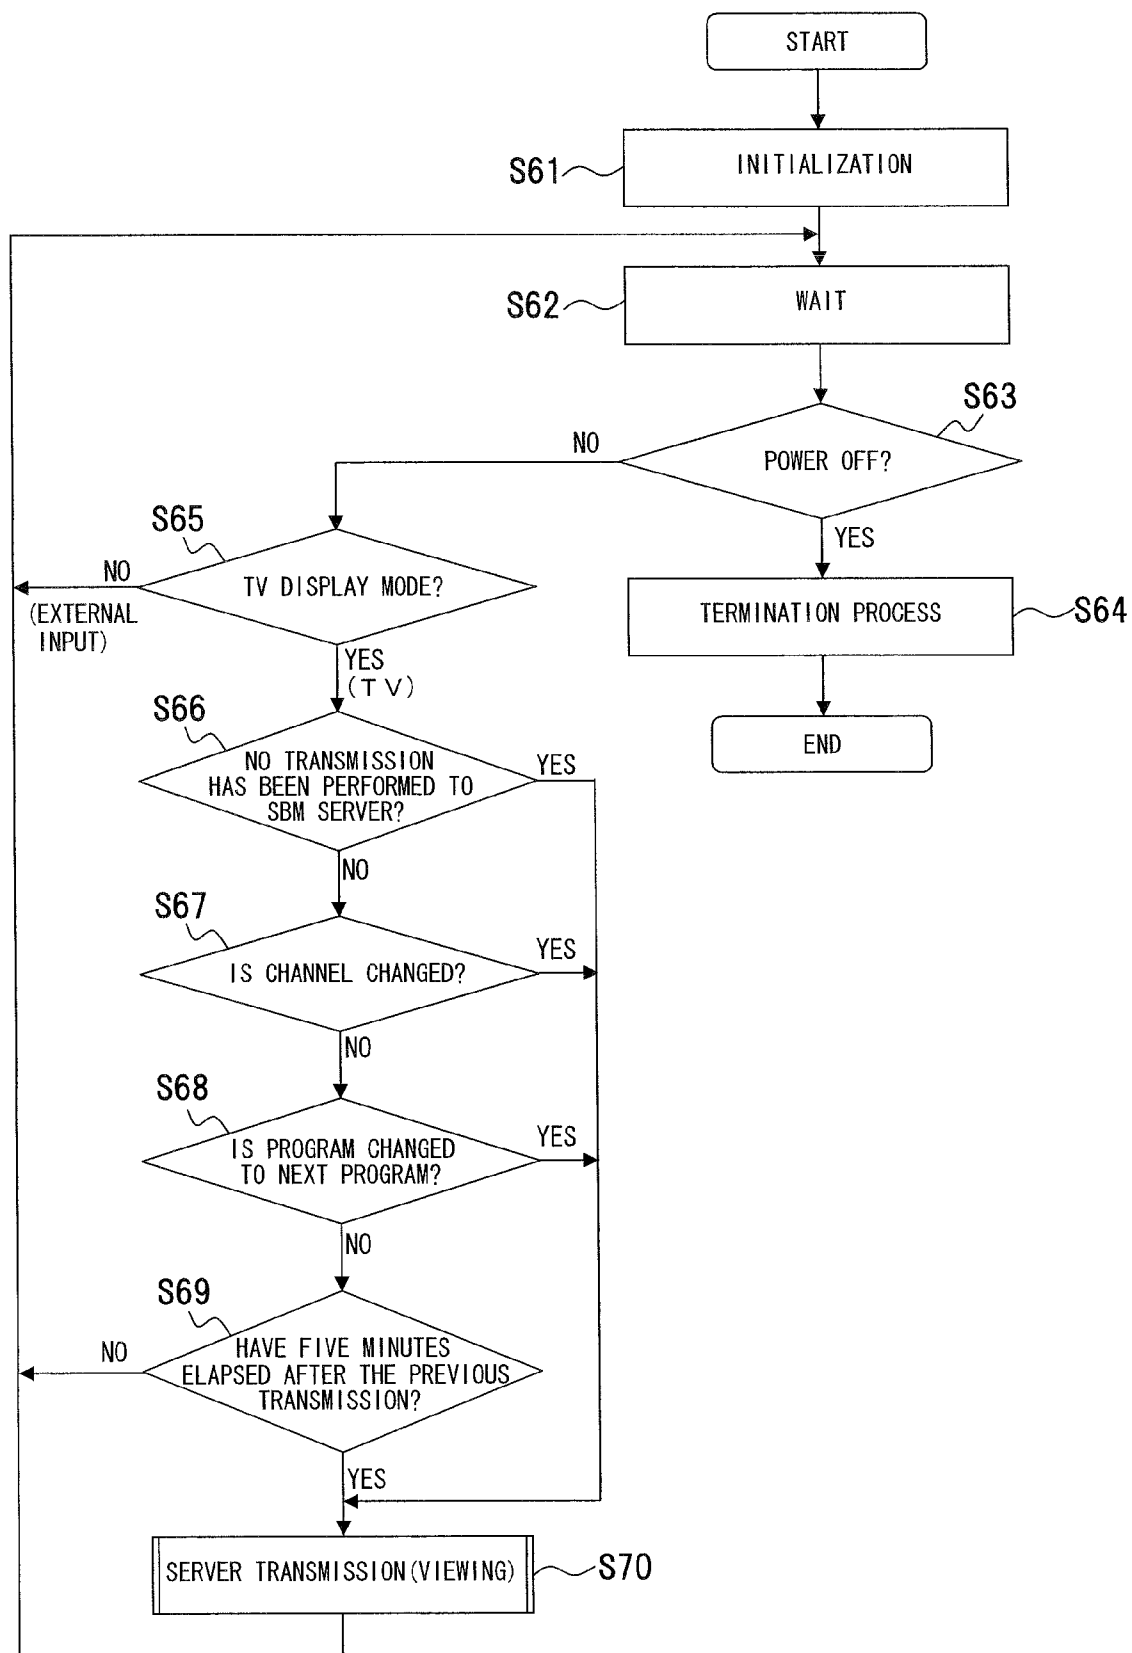 START
S61
INITIALIZATION
S62
WAIT
S63
POWER OFF?
NO
YES
TERMINATION PROCESS
S64
END
S65
TV DISPLAY MODE?
NO
(EXTERNAL
INPUT)
YES
(TV)
S66
NO TRANSMISSION
HAS BEEN PERFORMED TO
SBM SERVER?
YES
NO
S67
IS CHANNEL CHANGED?
YES
NO
S68
IS PROGRAM CHANGED
TO NEXT PROGRAM?
YES
NO
S69
HAVE FIVE MINUTES
ELAPSED AFTER THE PREVIOUS
TRANSMISSION?
NO
YES
SERVER TRANSMISSION(VIEWING)
S70